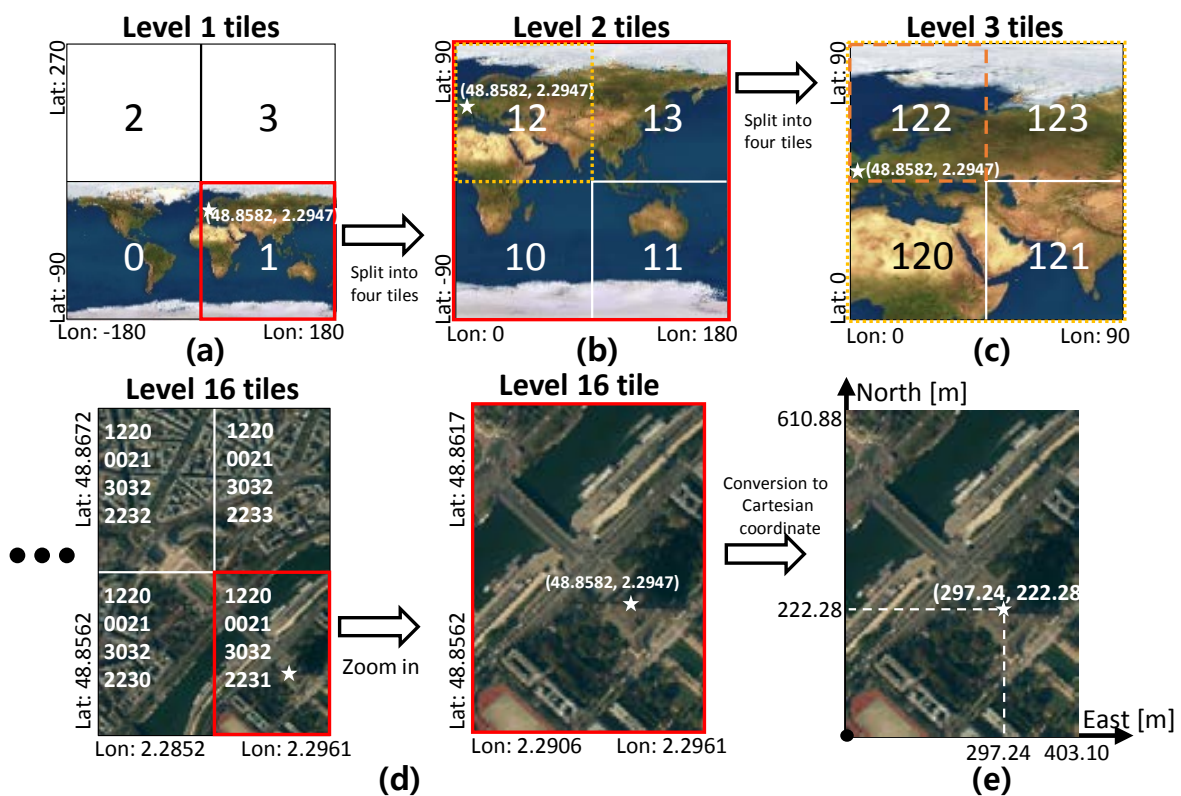 Level 1 tiles
Lat: 270
2
3
(48.8582, 2.2947)
0
1
Lat: -90
Lon: -180
Lon: 180
(a)
Split into
four tiles
Level 2 tiles
Lat: 90
(48.8582, 2.2947)
12
13
10
11
Lat: -90
Lon: 0
Lon: 180
(b)
Split into
four tiles
Level 3 tiles
Lat: 90
122
123
(48.8582, 2.2947)
120
121
Lat: 0
Lon: 0
Lon: 90
(c)
Level 16 tiles
Lat: 48.8672
1220
0021
3032
2232
1220
0021
3032
2233
1220
0021
3032
2230
1220
0021
3032
2231
Lat: 48.8562
Lon: 2.2852
Lon: 2.2961
Zoom in
Level 16 tile
Lat: 48.8617
(48.8582, 2.2947)
Lat: 48.8562
Lon: 2.2906
Lon: 2.2961
(d)
Conversion to
Cartesian
coordinate
North [m]
610.88
(297.24, 222.28)
222.28
East [m]
297.24
403.10
(e)